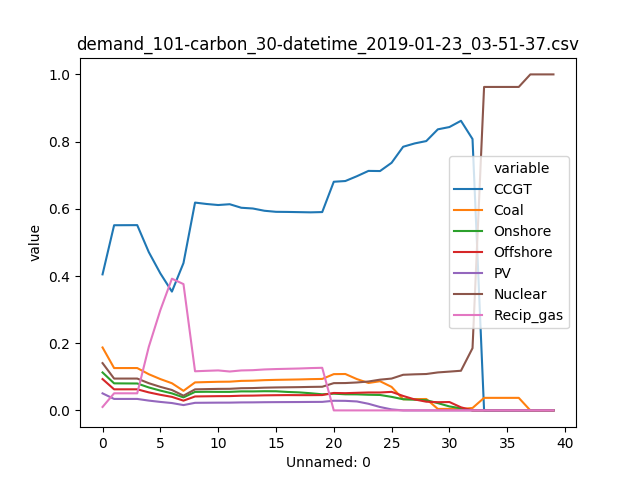 demand_101-carbon_30-datetime_2019-01-23_03-51-37.csv
1.0
0.8
0.6
0.4
0.2
0.0
value
variable
CCGT
Coal
Onshore
Offshore
PV
Nuclear
Recip_gas
0 5 10 15 20 25 30 35 40
Unnamed: 0